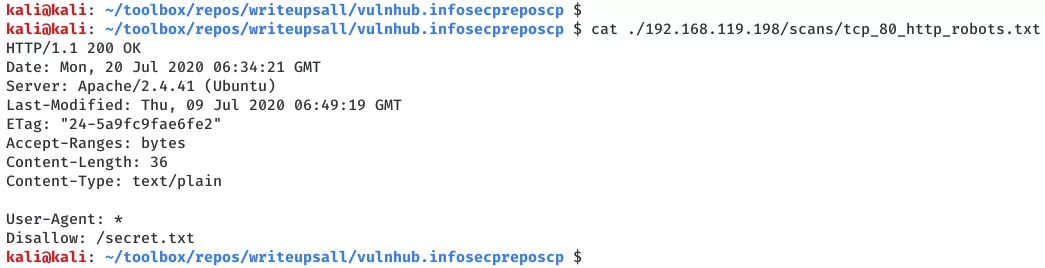 kali@kali: ~/toolbox/repos/writeupsall/vulnhub.infosecpreposcp $
kali@kali: ~/toolbox/repos/writeupsall/vulnhub.infosecpreposcp $ cat ./192.168.119.198/scans/tcp_80_http_robots.txt
HTTP/1.1 200 OK
Date: Mon, 20 Jul 2020 06:34:21 GMT
Server: Apache/2.4.41 (Ubuntu)
Last-Modified: Thu, 09 Jul 2020 06:49:19 GMT
ETag: "24-5a9fc9fae6fe2"
Accept-Ranges: bytes
Content-Length: 36
Content-Type: text/plain
User-Agent: *
Disallow: /secret.txt
kali@kali: ~/toolbox/repos/writeupsall/vulnhub.infosecpreposcp $